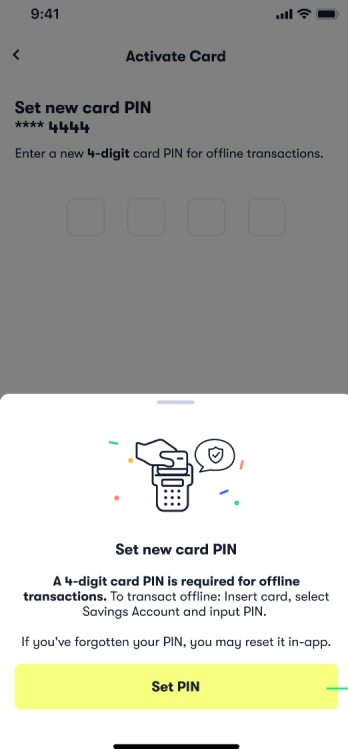 9:41
Activate Card
Set new card PIN
**** 4444
Enter a new 4-digit card PIN for offline transactions.
Set new card PIN
A 4-digit card PIN is required for offline
transactions. To transact offline: Insert card, select
Savings Account and input PIN.
If you've forgotten your PIN, you may reset it in-app.
Set PIN